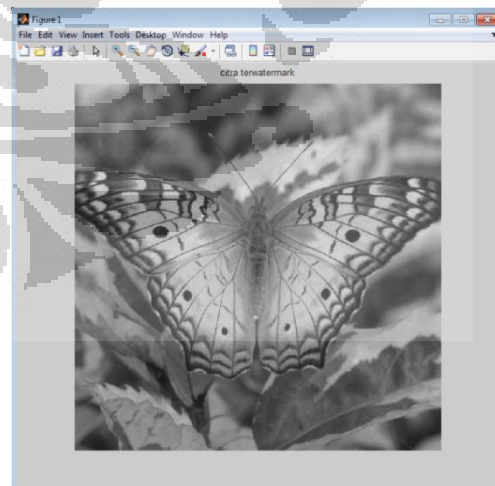 Figure 1
File Edit View Insert Tools Desktop Window Help
citra terwatermark